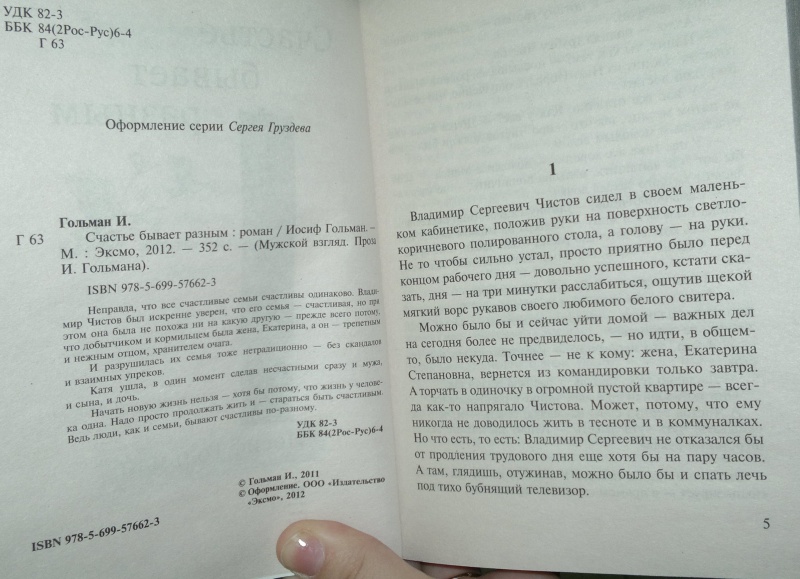 УДК 82-3
ББК 84(2Рос-Рус)6-4
Г 63
Оформление серии Сергея Груздева
Гольман И.
Г 63 Счастье бывает разным : роман / Иосиф Гольман. –
М. : Эксмо, 2012. — 352 с. — (Мужской взгляд. Проза
И. Гольмана).
ISBN 978-5-699-57662-3
Неправда, что все счастливые семьи счастливы одинаково. Влади-
мир Чистов был искренне уверен, что его семья — счастливая, но при
этом она была не похожа ни на какую другую — прежде всего потому,
что добытчиком и кормильцем была жена, Екатерина, а он — трепетным
и нежным отцом, хранителем очага.
И разрушилась их семья тоже нетрадиционно — без скандалов
и взаимных упреков.
Катя ушла, в один момент сделав несчастными сразу и мужа,
и сына, и дочь.
Начать новую жизнь нельзя — хотя бы потому, что жизнь у челове-
ка одна. Надо просто продолжать жить и — стараться быть счастливым.
Ведь люди, как и семьи, бывают счастливы по-разному.
УДК 82-3
ББК 84(2Рос-Рус)6-4
© Гольман И., 2011
© Оформление. ООО «Издательство
«Эксмо», 2012
ISBN 978-5-699-57662-3
Счастье
бывает
разным
1
Владимир Сергеевич Чистов сидел в своем малень-
ком кабинетике, положив руки на поверхность светло-
коричневого полированного стола, а голову — на руки.
Не то чтобы сильно устал, просто приятно было перед
концом рабочего дня — довольно успешного, кстати ска-
зать, дня — на три минутки расслабиться, ощутив щекой
мягкий ворс рукавов своего любимого белого свитера.
Можно было бы и сейчас уйти домой — важных дел
на сегодня более не предвиделось, — но идти, в общем-
то, было некуда. Точнее — не к кому: жена, Екатерина
Степановна, вернется из командировки только завтра.
А торчать в одиночку в огромной пустой квартире — всег-
да как-то напрягало Чистова. Может, потому, что ему
никогда не доводилось жить в тесноте и в коммуналках.
Но что есть, то есть: Владимир Сергеевич не отказался бы
от продления трудового дня еще хотя бы на пару часов.
А там, глядишь, отужинав, можно было бы и спать лечь
под тихо бубнящий телевизор.
5